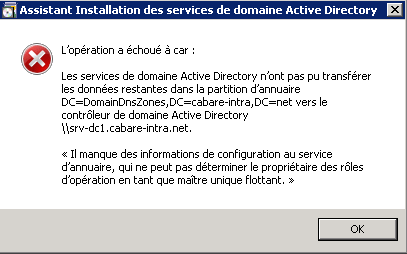 Assistant Installation des services de domaine Active Directory
L'opération a échoué à car :
Les services de domaine Active Directory n'ont pas pu transférer
les données restantes dans la partition d'annuaire
DC=DomainDnsZones,DC=cabare-intra,DC=net vers le
contrôleur de domaine Active Directory
\\srv-dc1.cabare-intra.net.
« Il manque des informations de configuration au service
d'annuaire, qui ne peut pas déterminer le propriétaire des rôles
d'opération en tant que maître unique flottant. »
OK